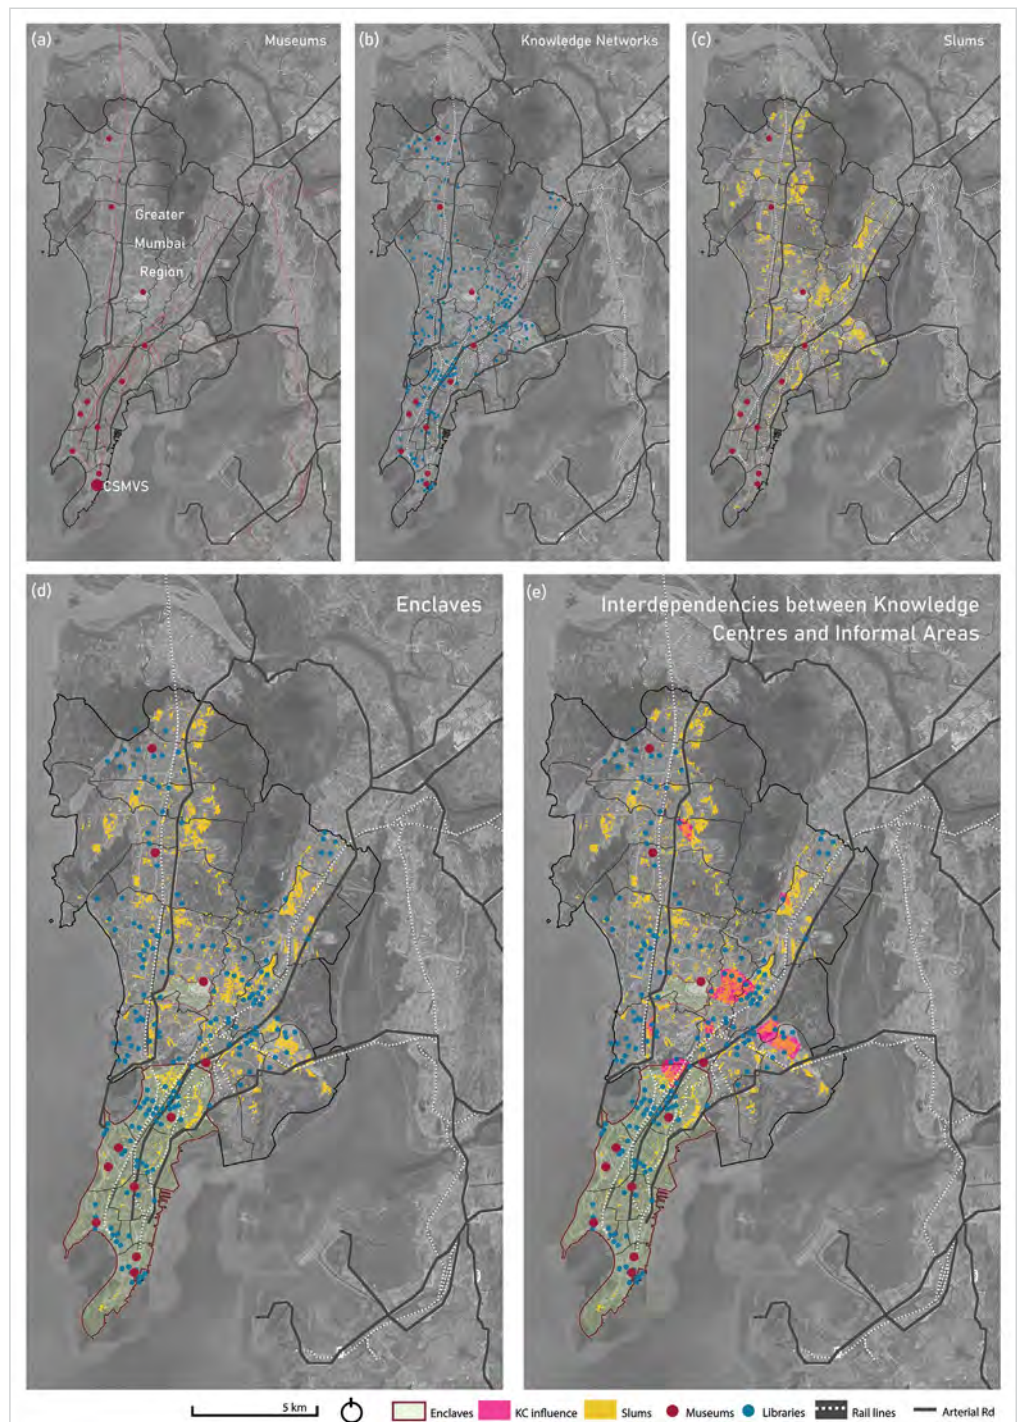 (a)
Museums
Greater
Mumbai
Region
CSMVS
(b)
Knowledge Networks
(c)
Slums
(d)
Enclaves
(e)
Interdependencies between Knowledge
Centres and Informal Areas
5 km
Enclaves
KC influence
Slums
Museums
Libraries
Rail lines
Arterial Rd